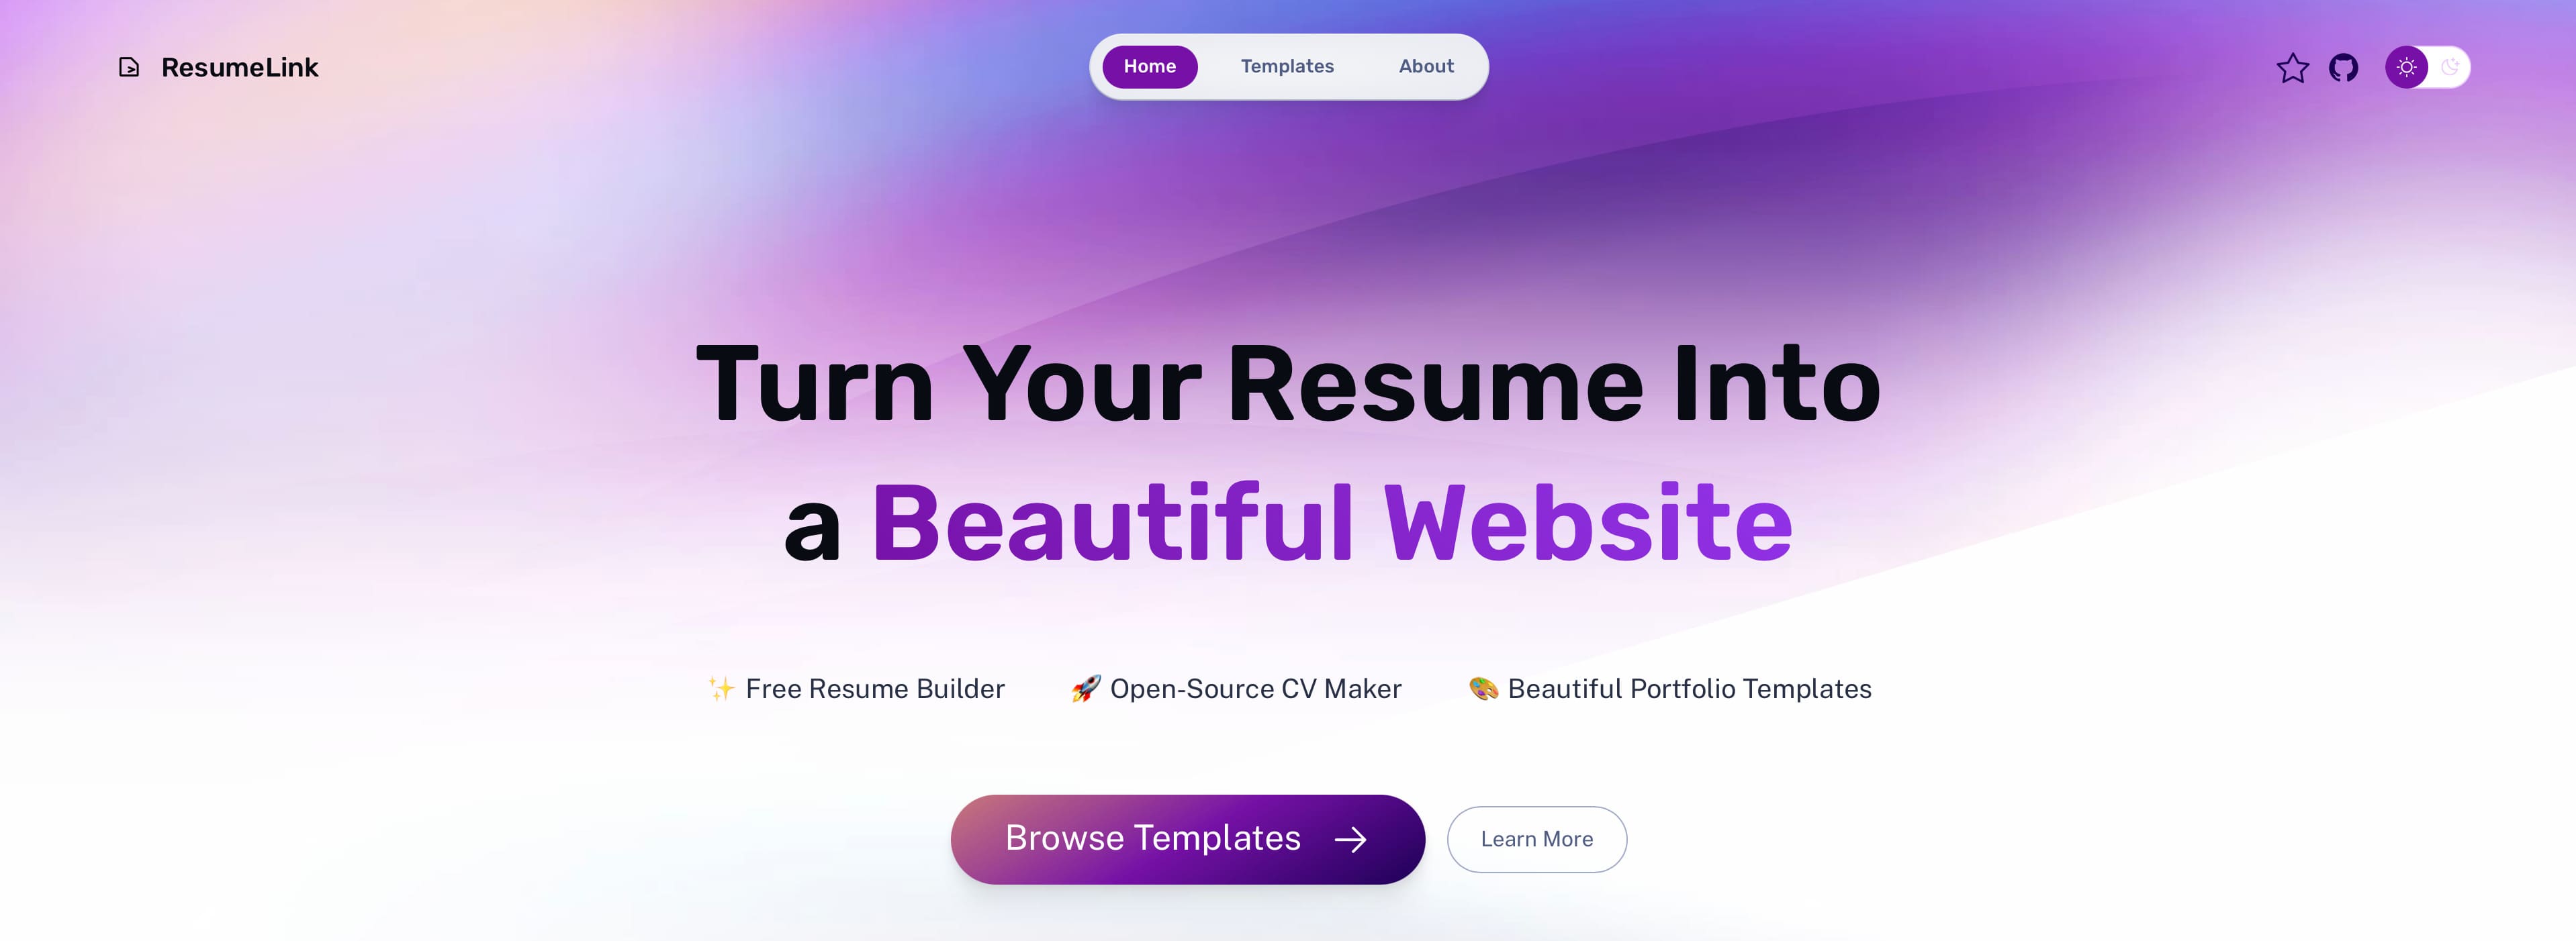 ResumeLink
Home Templates About
Turn Your Resume Into
a Beautiful Website
✨ Free Resume Builder 🚀 Open-Source CV Maker 🎨 Beautiful Portfolio Templates
Browse Templates →
Learn More